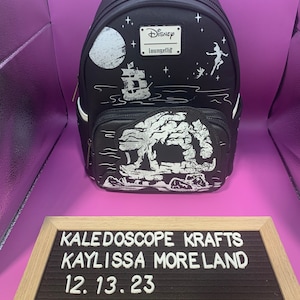 Disney
Loungefly
KALEDOSCOPE KRAFTS
KAYLISSA MORELAND
12.13.23